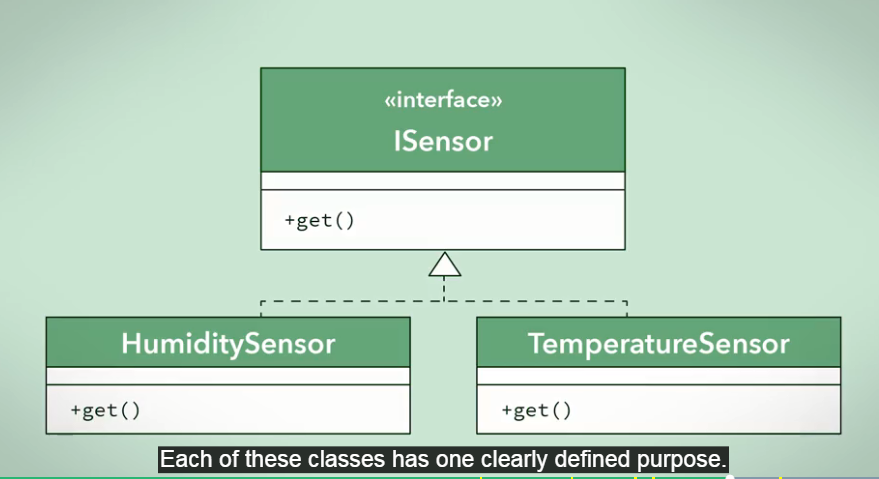 «interface»
ISensor
+get()
HumiditySensor
TemperatureSensor
+get()
+get()
Each of these classes has one clearly defined purpose.